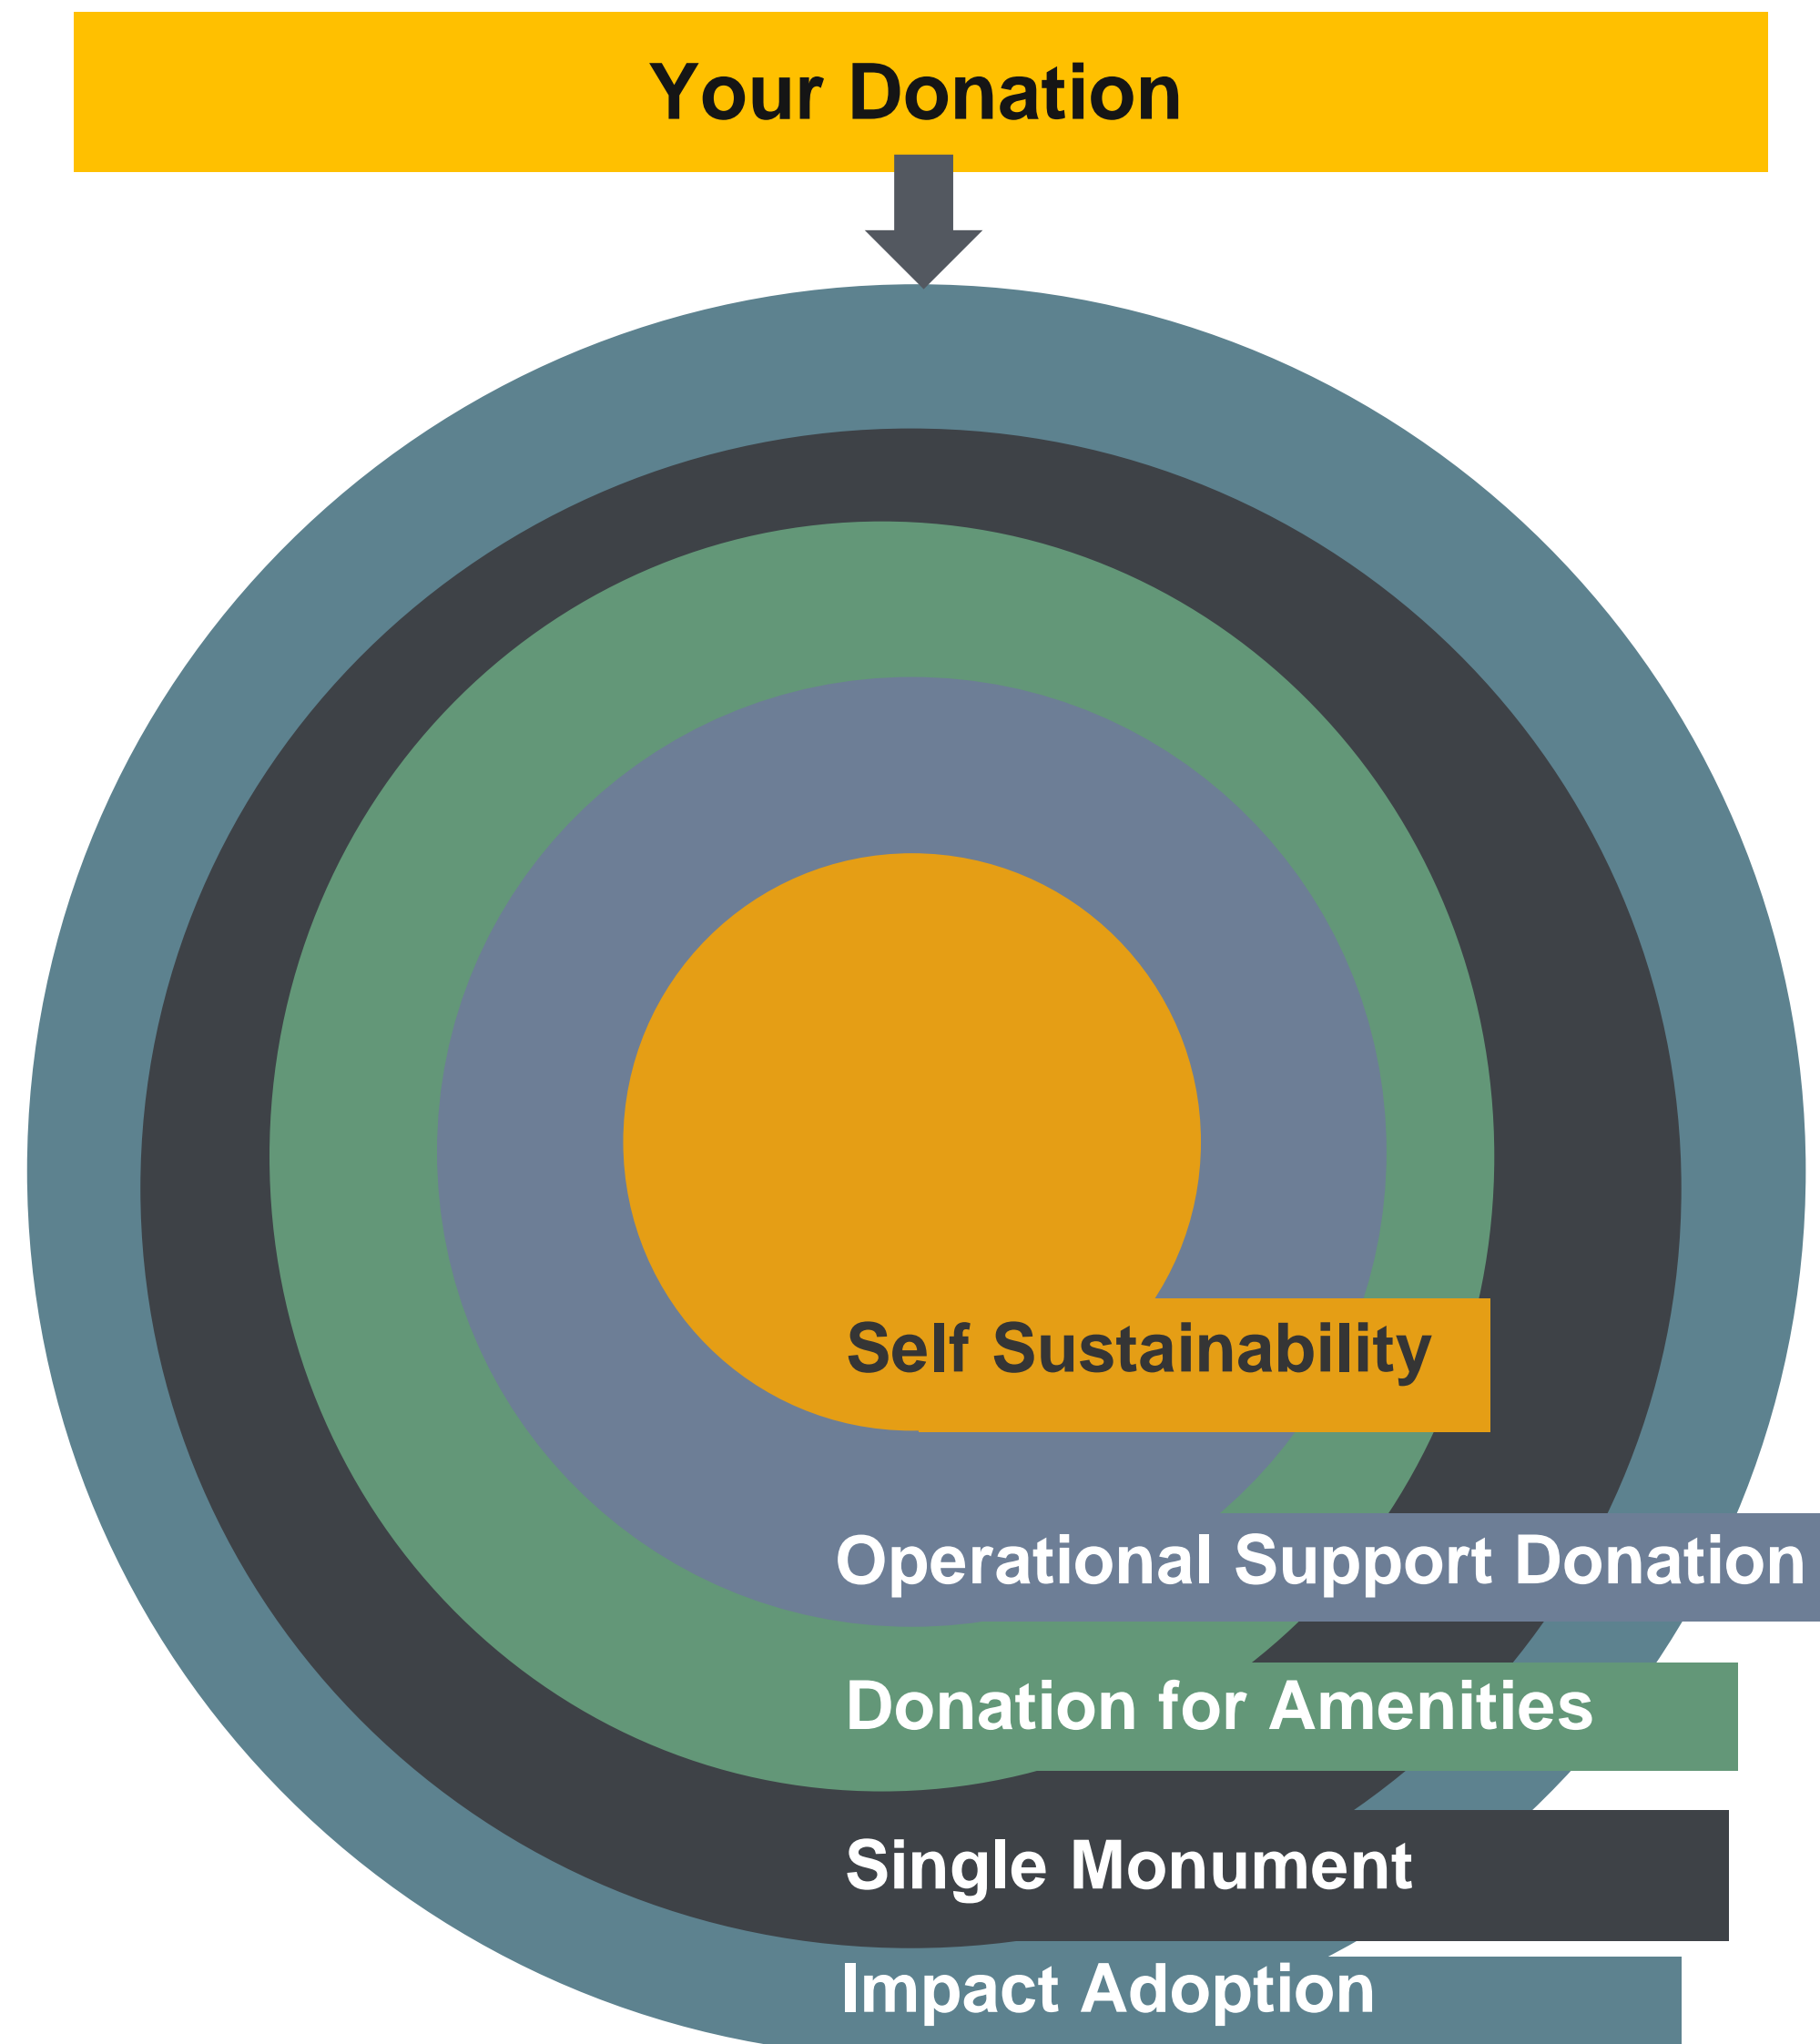 Your Donation
Self Sustainability
Operational Support Donation
Donation for Amenities
Single Monument
Impact Adoption